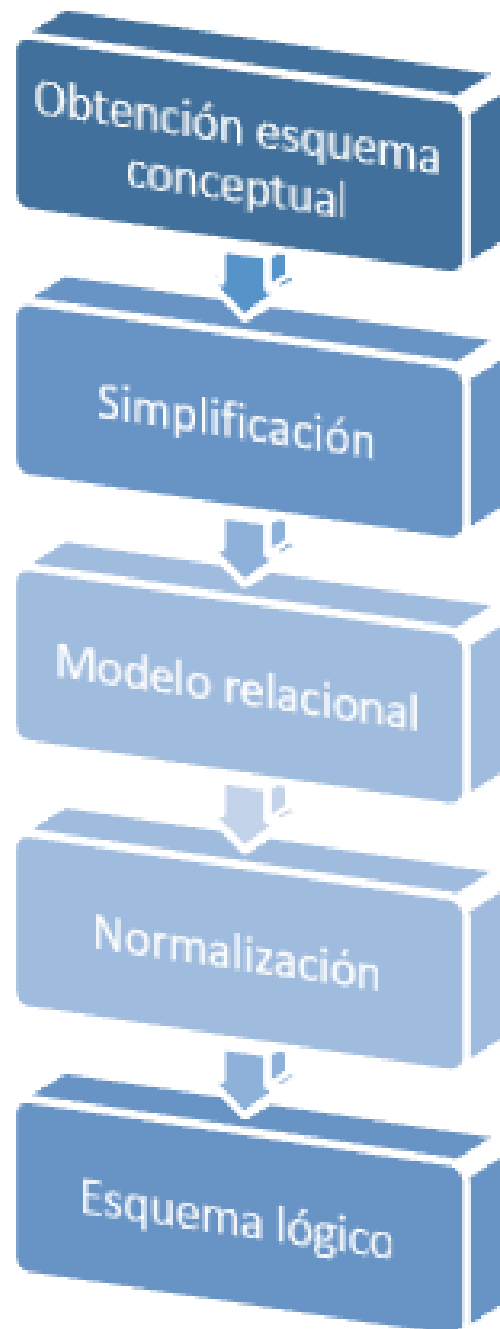 Obtención esquema
conceptual
Simplificación
Modelo relacional
Normalización
Esquema lógico